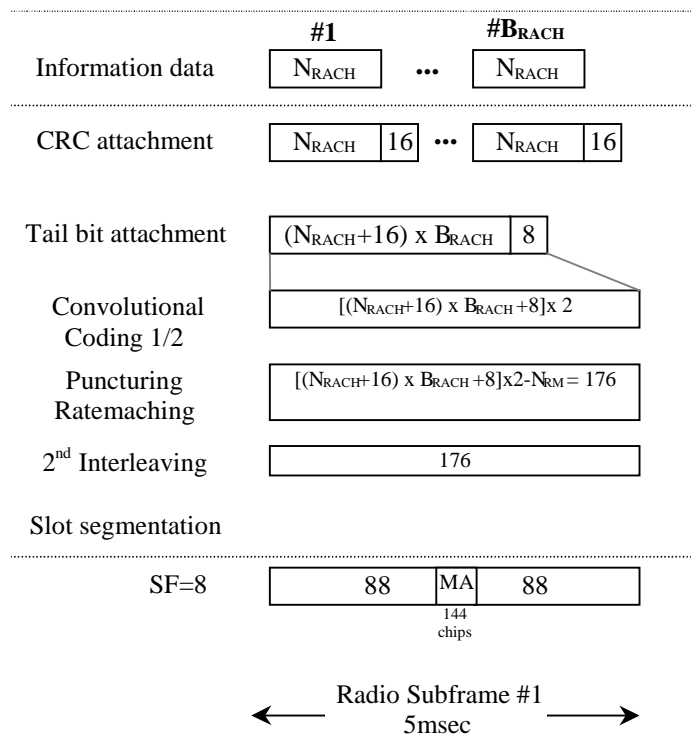 #1 #BRACH
Information data NRACH ... NRACH
CRC attachment NRACH 16 ... NRACH 16
Tail bit attachment (NRACH+16) x BRACH 8
Convolutional
Coding 1/2
[(NRACH+16) x BRACH+8]x 2
Puncturing
Ratemaching
[(NRACH+16) x BRACH+8]x2-NRM = 176
2nd Interleaving 176
Slot segmentation
SF=8 88 MA 88
144
chips
Radio Subframe #1
5msec